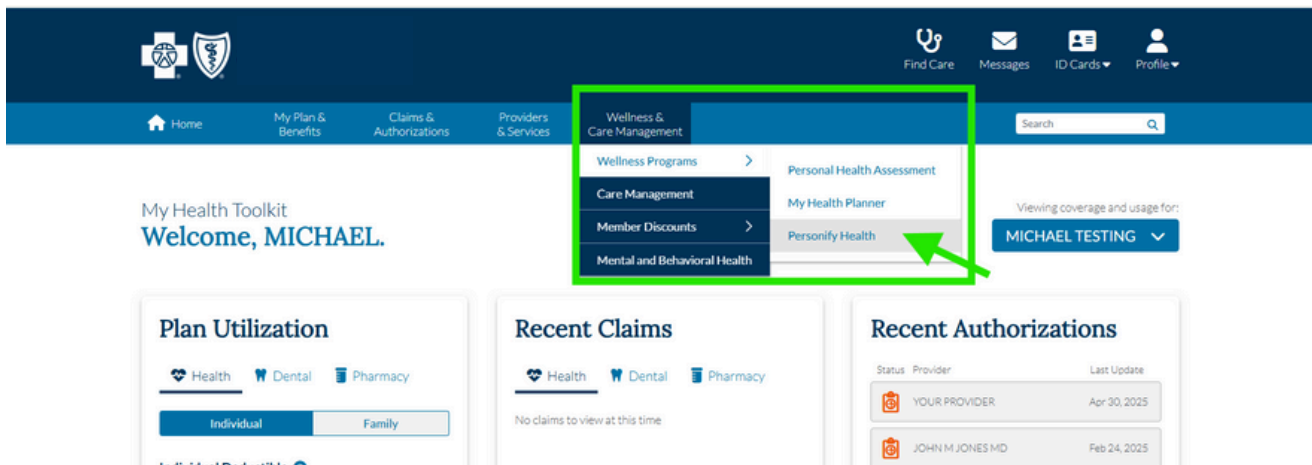 Find Care
Messages
ID Cards
Profile
Home
My Plan &
Benefits
Claims &
Authorizations
Providers
& Services
Wellness &
Care Management
Search
Wellness Programs
Care Management
Member Discounts
Mental and Behavioral Health
Personal Health Assessment
My Health Planner
Personify Health
My Health Toolkit
Welcome, MICHAEL.
Viewing coverage and usage for:
MICHAEL TESTING
Plan Utilization
Health Dental Pharmacy
Individual Family
Individual Deductible
Recent Claims
Health Dental Pharmacy
No claims to view at this time
Recent Authorizations
Status Provider Last Update
YOUR PROVIDER Apr 30, 2025
JOHN M JONES MD Feb 24, 2025